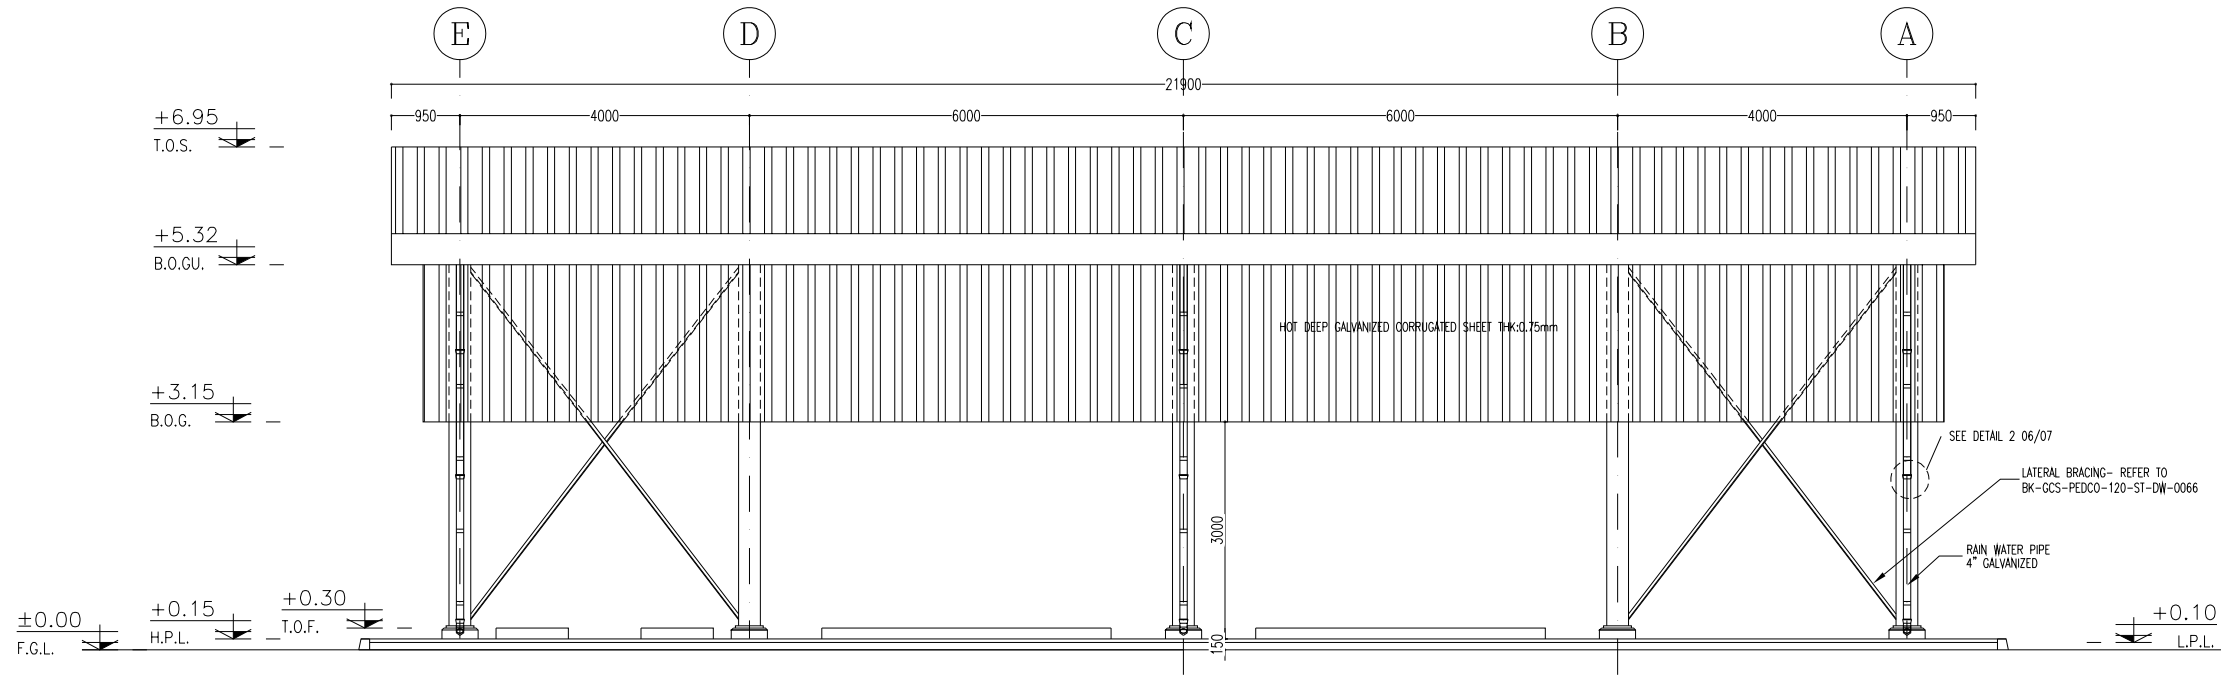 E D C B A
21900
950 4000 6000 6000 4000 950
+6.95
T.O.S.
+5.32
B.O.GU.
HOT DEEP GALVANIZED CORRUGATED SHEET THK:0.75mm
+3.15
B.O.G.
SEE DETAIL 2 06/07
LATERAL BRACING- REFER TO
BK-GCS-PEDCO-120-ST-DW-0066
3000
RAIN WATER PIPE
4" GALVANIZED
+0.30
T.O.F.
+0.15
H.P.L.
±0.00
F.G.L.
150
+0.10
L.P.L.